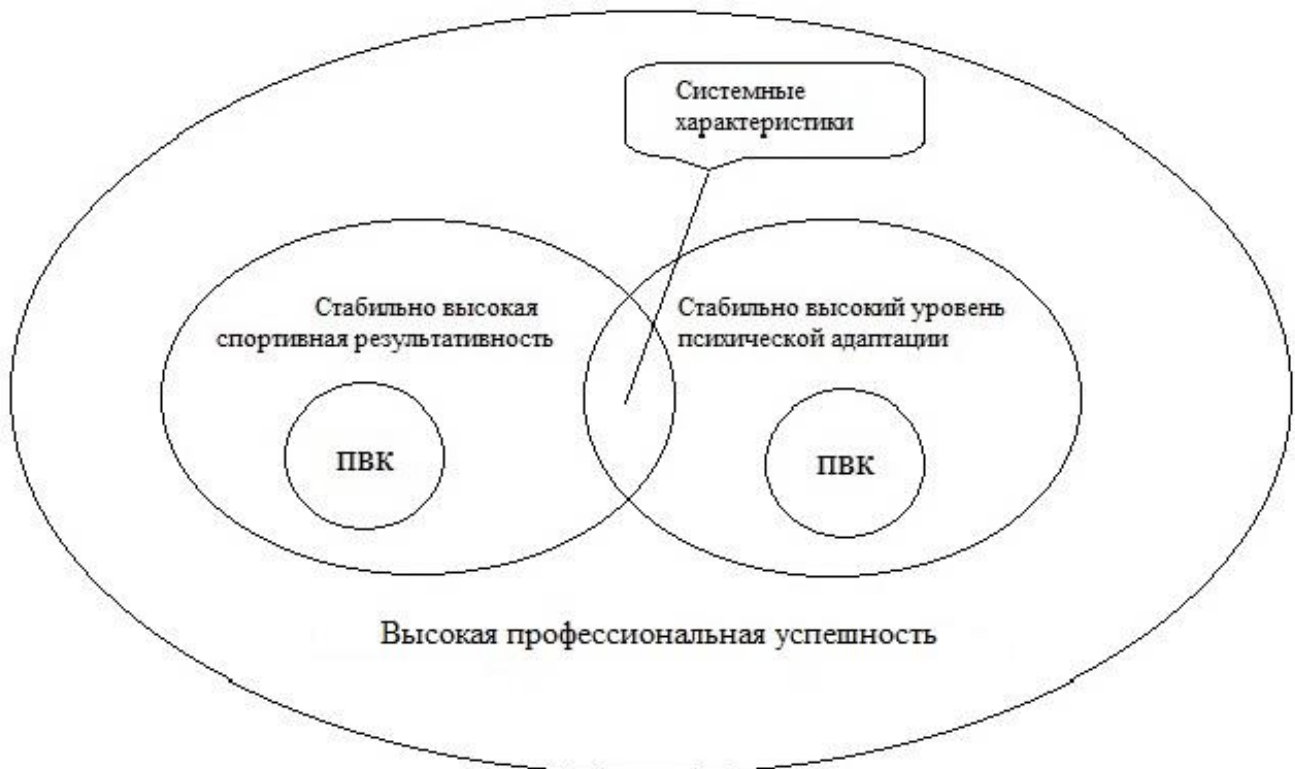 Системные
характеристики
Стабильно высокая
спортивная результативность
Стабильно высокий уровень
психической адаптации
ПВК
ПВК
Высокая профессиональная успешность